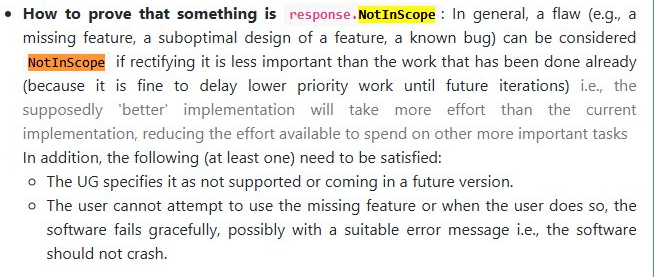 • How to prove that something is response.NotInScope : In general, a flaw (e.g., a
missing feature, a suboptimal design of a feature, a known bug) can be considered
NotInScope if rectifying it is less important than the work that has been done already
(because it is fine to delay lower priority work until future iterations) i.e., the
supposedly 'better' implementation will take more effort than the current
implementation, reducing the effort available to spend on other more important tasks
In addition, the following (at least one) need to be satisfied:
○ The UG specifies it as not supported or coming in a future version.
○ The user cannot attempt to use the missing feature or when the user does so, the
software fails gracefully, possibly with a suitable error message i.e., the software
should not crash.